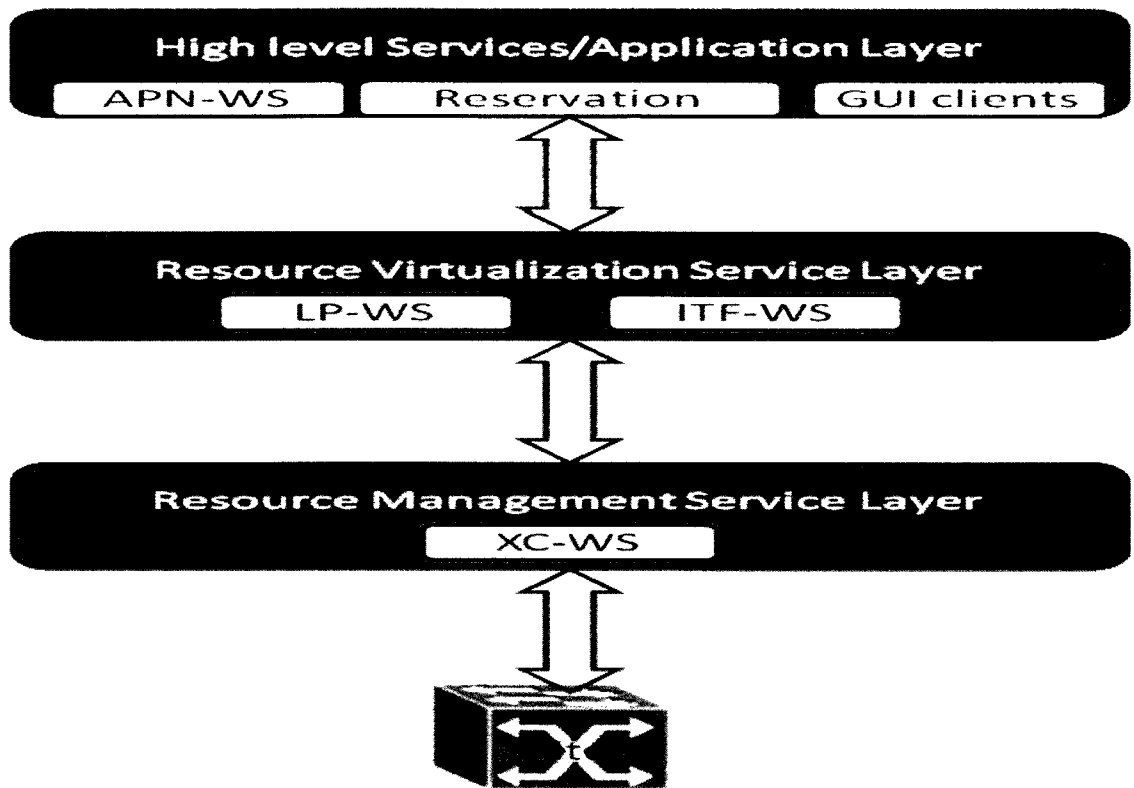 High level Services/Application Layer
APN-WS Reservation GUI clients
Resource Virtualization Service Layer
LP-WS ITF-WS
Resource Management Service Layer
XC-WS
t